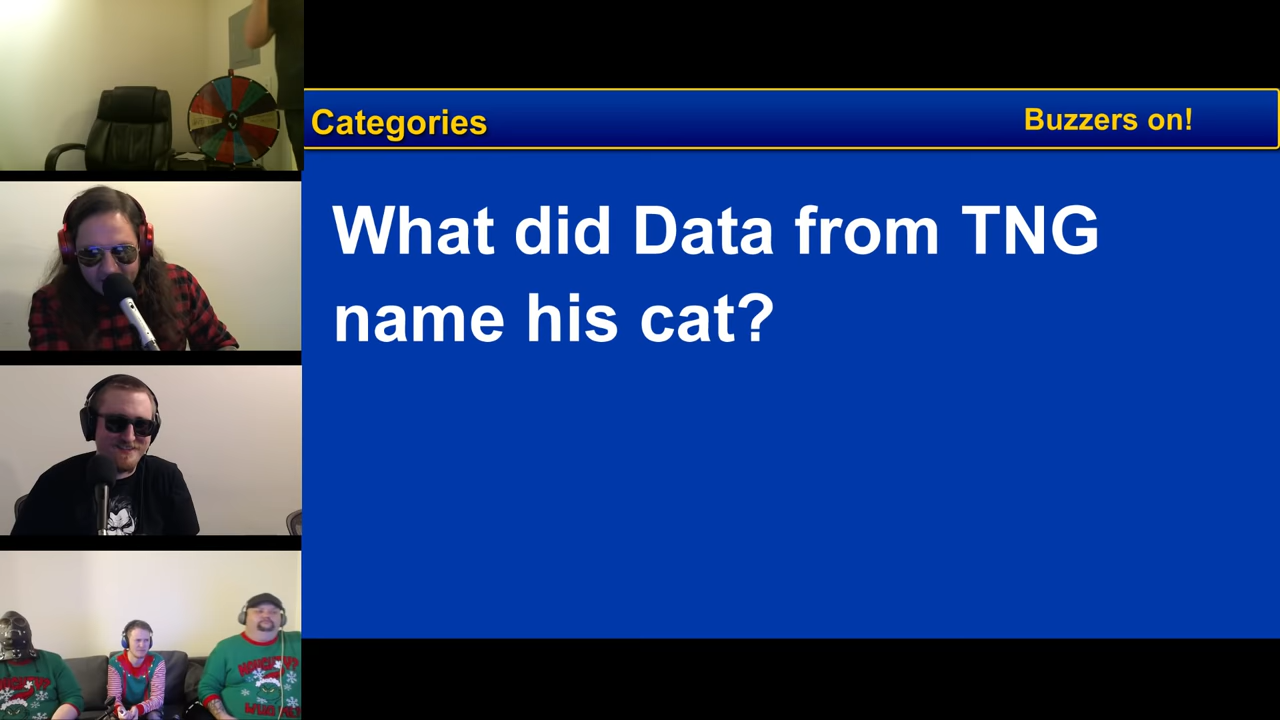 Categories
Buzzers on!
What did Data from TNG
name his cat?